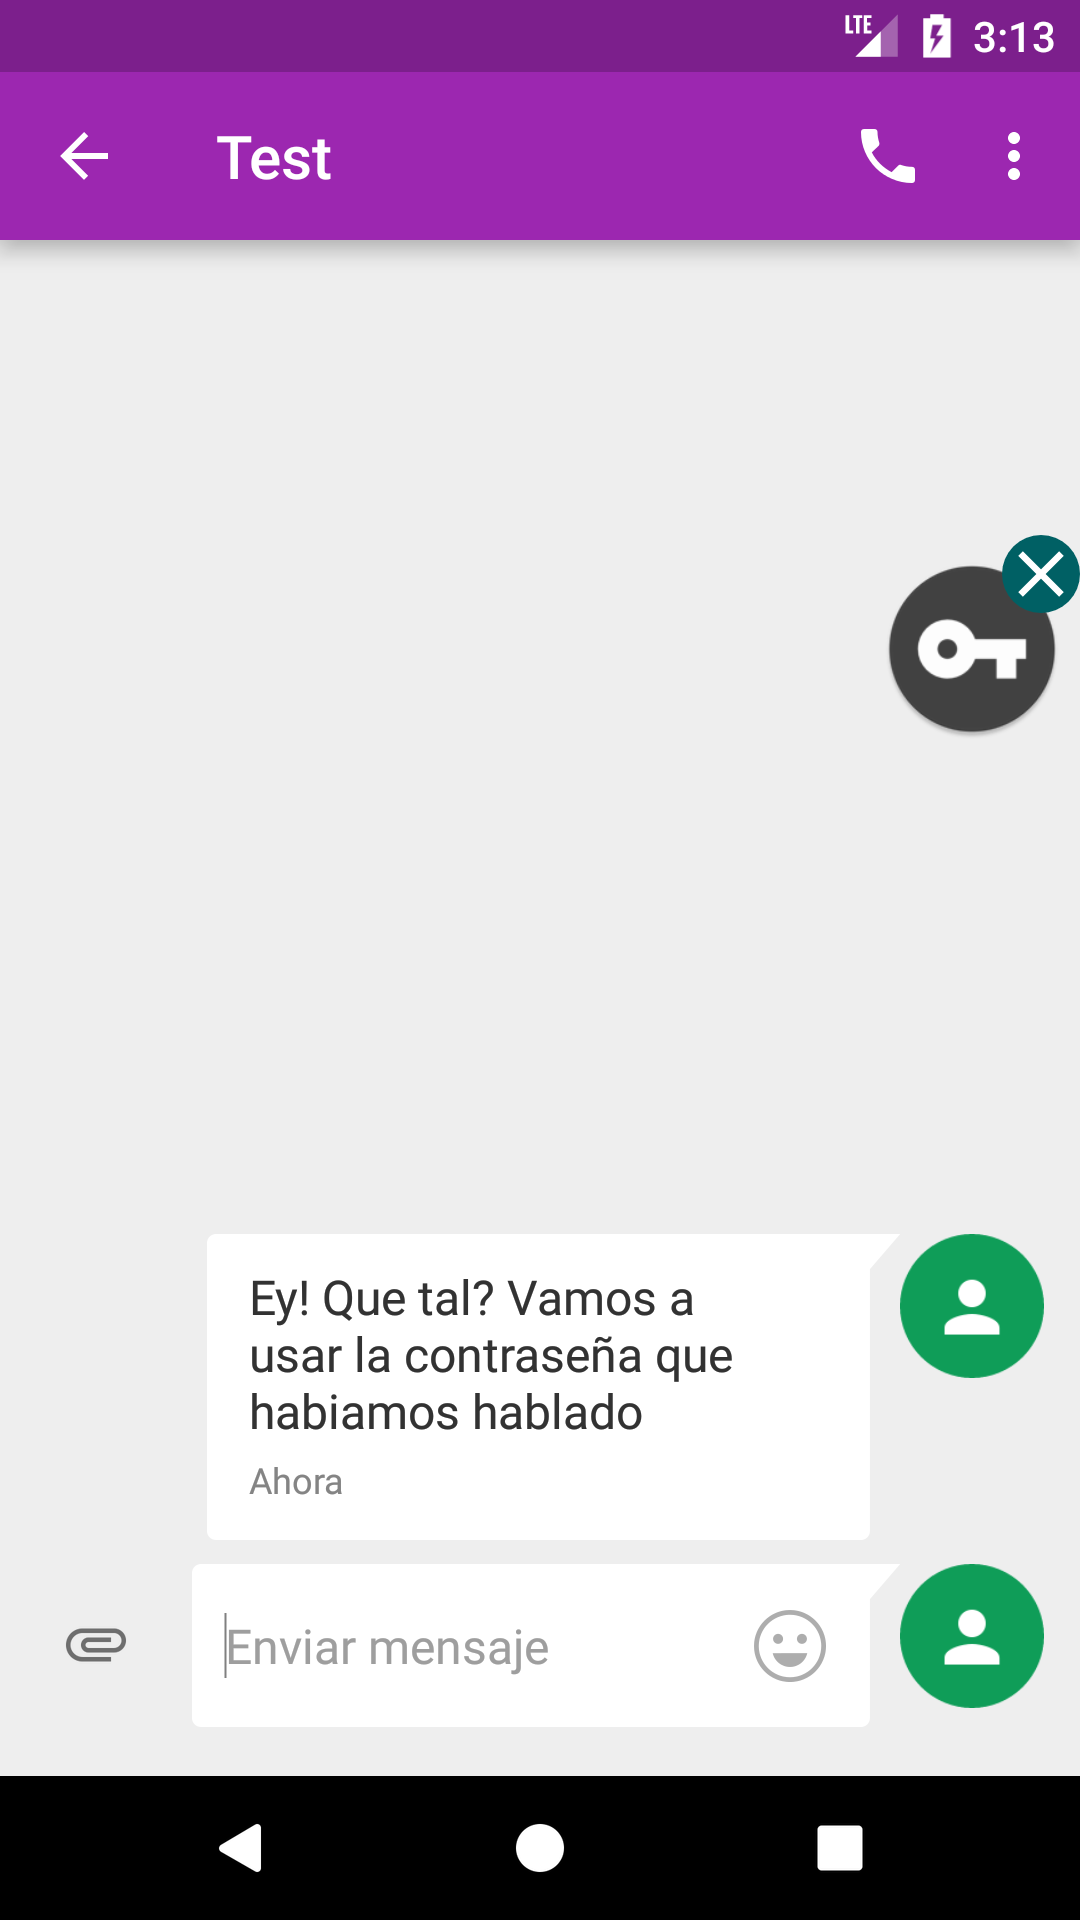 LTE 3:13
Test
Ey! Que tal? Vamos a
usar la contraseña que
habiamos hablado
Ahora
Enviar mensaje